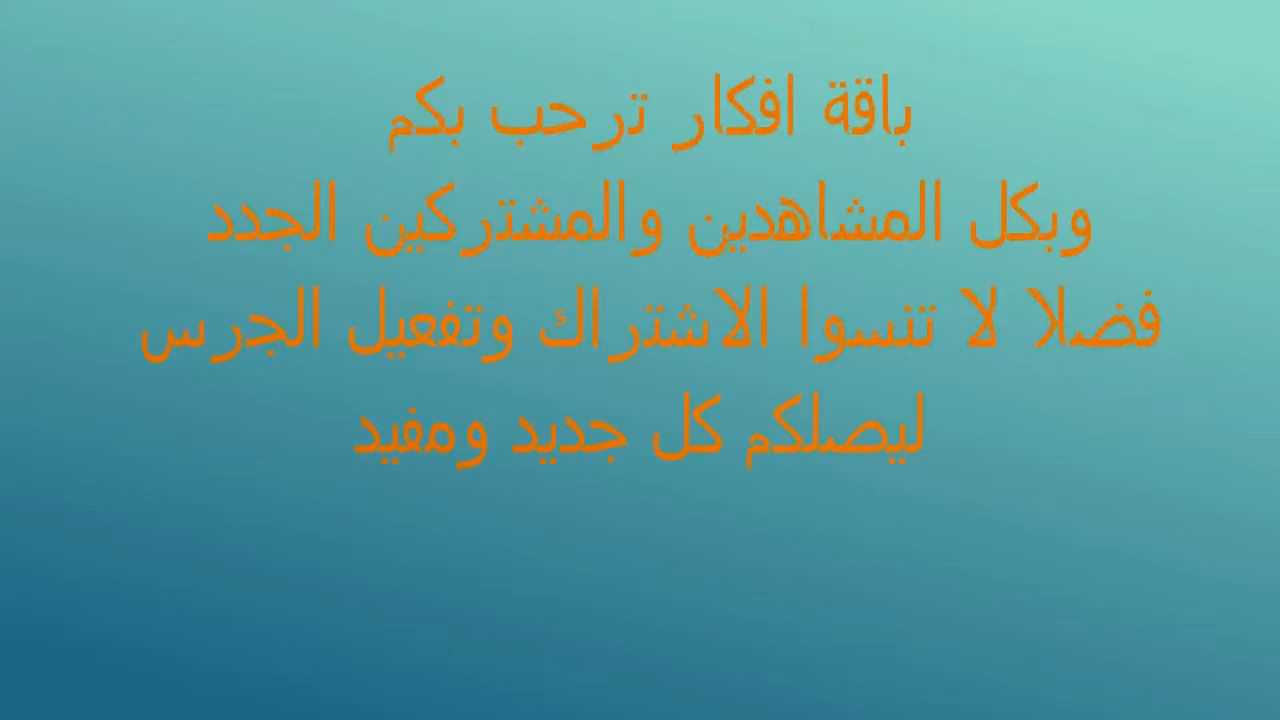 باقة افكار ترحب بكم
وبكل المشاهدين والمشتركين الجدد
فضلا لا تنسوا الاشتراك وتفعيل الجرس
ليصلكم كل جديد ومفيد